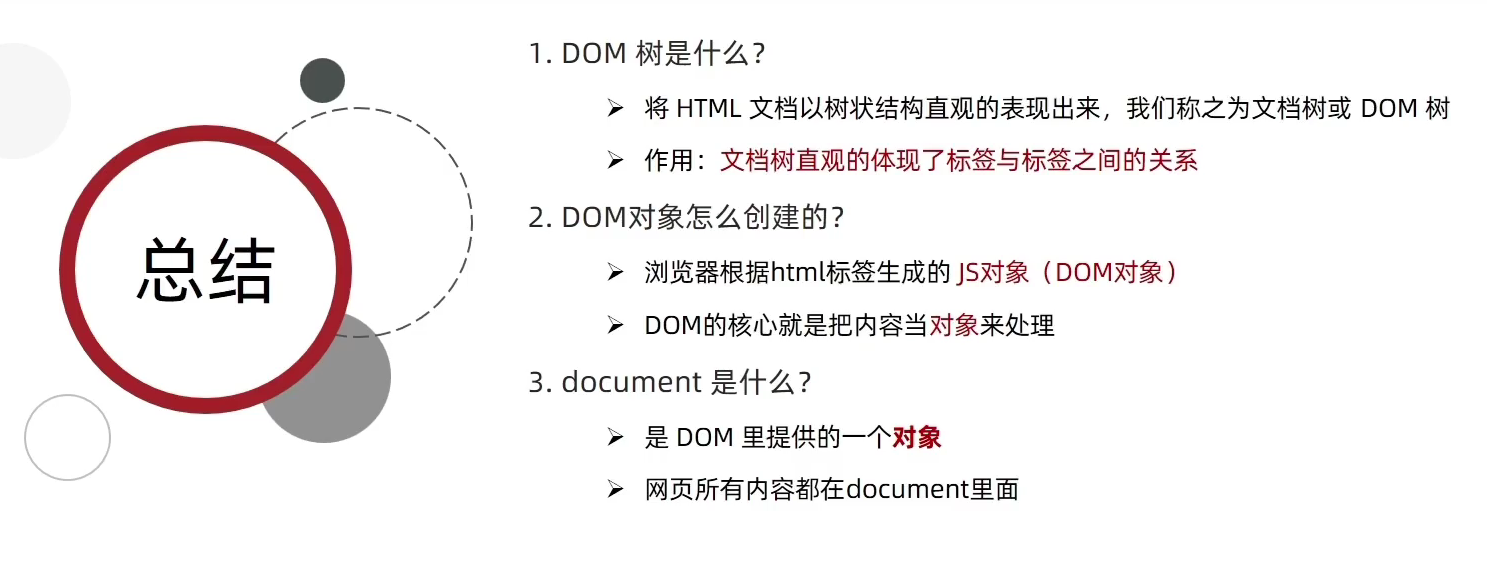 总结
1. DOM 树是什么？
➢ 将 HTML 文档以树状结构直观的表现出来，我们称之为文档树或 DOM 树
➢ 作用：文档树直观的体现了标签与标签之间的关系
2. DOM对象怎么创建的？
➢ 浏览器根据html标签生成的 JS对象（DOM对象）
➢ DOM的核心就是把内容当对象来处理
3. document 是什么？
➢ 是 DOM 里提供的一个对象
➢ 网页所有内容都在document里面